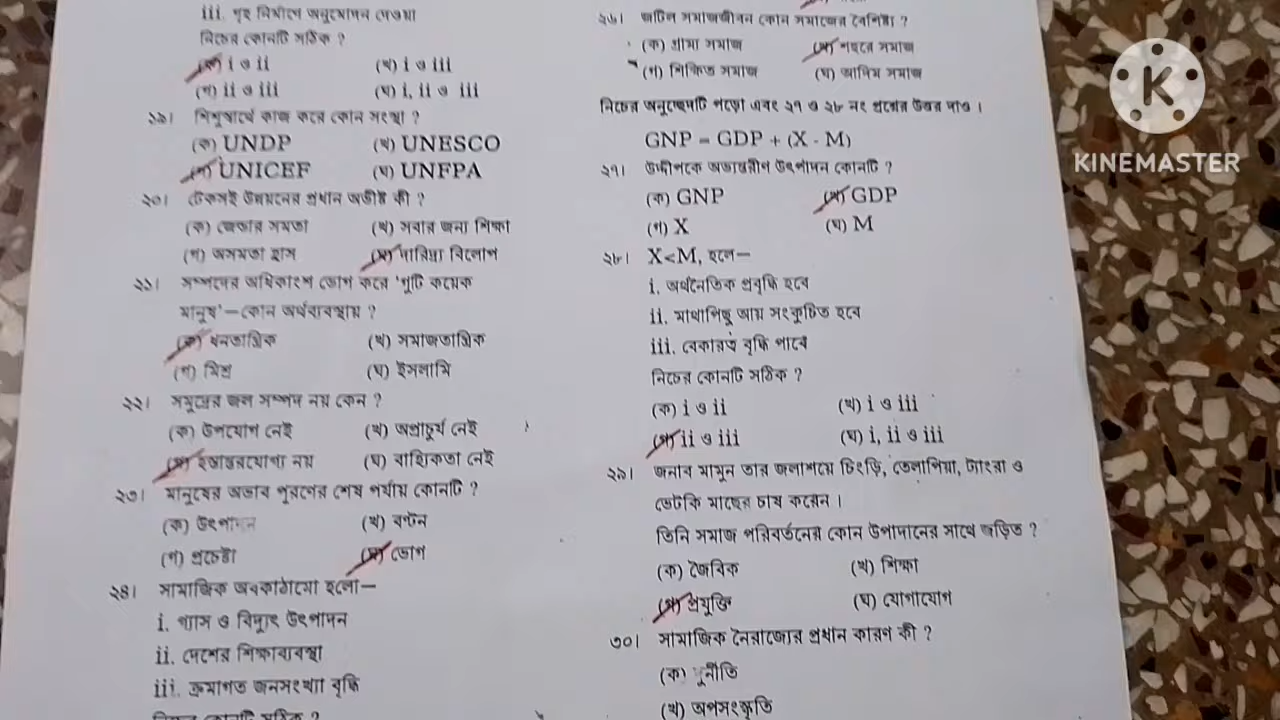 iii. গৃহ নির্মাণে অনুমোদন দেওয়া
নিচের কোনটি সঠিক ?
(ক) i ও ii (খ) i ও iii
(গ) ii ও iii (ঘ) i, ii ও iii
১৯। শিশুস্বার্থে কাজ করে কোন সংস্থা ?
(ক) UNDP (খ) UNESCO
(গ) UNICEF (ঘ) UNFPA
২০। টেকসই উন্নয়নের প্রধান অভীষ্ট কী ?
(ক) জেন্ডার সমতা (খ) সবার জন্য শিক্ষা
(গ) অসমতা হ্রাস (ঘ) দারিদ্র্য বিলোপ
২১। সম্পদের অধিকাংশ ভোগ করে 'গুটি কয়েক
মানুষ'—কোন অর্থব্যবস্থায় ?
(ক) ধনতান্ত্রিক (খ) সমাজতান্ত্রিক
(গ) মিশ্র (ঘ) ইসলামি
২২। সমুদ্রের জল সম্পদ নয় কেন ?
(ক) উপযোগ নেই (খ) অপ্রাচুর্য নেই
(গ) হস্তান্তরযোগ্য নয় (ঘ) বাহ্যিকতা নেই
২৩। মানুষের অভাব পূরণের শেষ পর্যায় কোনটি ?
(ক) উৎপাদন (খ) বণ্টন
(গ) প্রচেষ্টা (ঘ) ভোগ
২৪। সামাজিক অবকাঠামো হলো—
i. গ্যাস ও বিদ্যুৎ উৎপাদন
ii. দেশের শিক্ষাব্যবস্থা
iii. ক্রমাগত জনসংখ্যা বৃদ্ধি
নিচের কোনটি সঠিক ?
২৬। জটিল সমাজজীবন কোন সমাজের বৈশিষ্ট্য ?
(ক) গ্রাম্য সমাজ (খ) শহরে সমাজ
(গ) শিক্ষিত সমাজ (ঘ) আদিম সমাজ
নিচের অনুচ্ছেদটি পড়ো এবং ২৭ ও ২৮ নং প্রশ্নের উত্তর দাও ।
GNP = GDP + (X - M)
২৭। উদ্দীপকে অভ্যন্তরীণ উৎপাদন কোনটি ?
(ক) GNP (খ) GDP
(গ) X (ঘ) M
২৮। X<M, হলে—
i. অর্থনৈতিক প্রবৃদ্ধি হবে
ii. মাথাপিছু আয় সংকুচিত হবে
iii. বেকারত্ব বৃদ্ধি পাবে
নিচের কোনটি সঠিক ?
(ক) i ও ii (খ) i ও iii
(গ) ii ও iii (ঘ) i, ii ও iii
২৯। জনাব মামুন তার জলাশয়ে চিংড়ি, তেলাপিয়া, ট্যাংরা ও
ভেটকি মাছের চাষ করেন ।
তিনি সমাজ পরিবর্তনের কোন উপাদানের সাথে জড়িত ?
(ক) জৈবিক (খ) শিক্ষা
(গ) প্রযুক্তি (ঘ) যোগাযোগ
৩০। সামাজিক নৈরাজ্যের প্রধান কারণ কী ?
(ক) দুর্নীতি
(খ) অপসংস্কৃতি
K
KINEMASTER